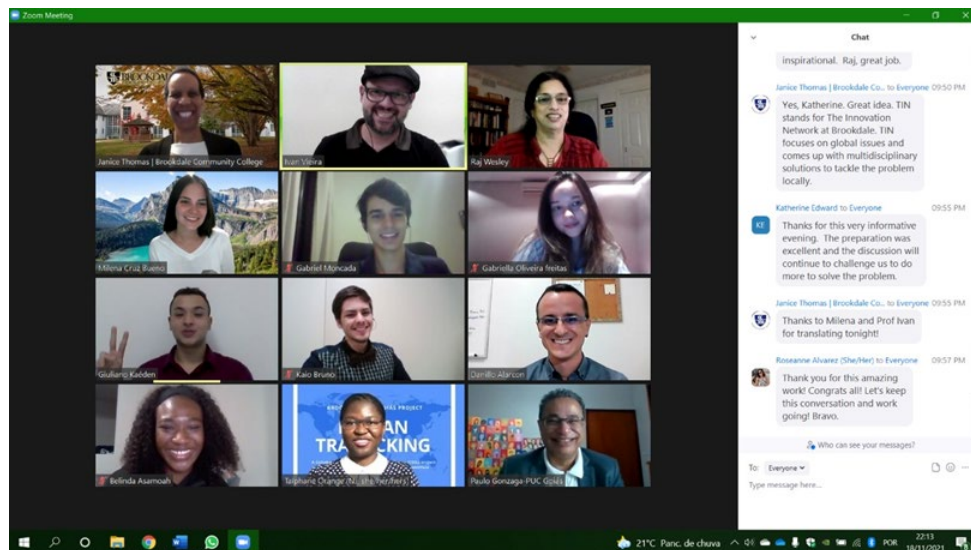 Zoom Meeting
BROOKDA
Janice Thomas | Brookdale Community College
Ivan Vieira
Raj Wesley
Milena Cruz Bueno
Gabriel Moncada
Gabriella Oliveira freitas
Giuliano Kaeden
Kaio Bruno
Danillo Alarcon
Belinda Asamoah
PROJECT
TRA CKING
Paulo Gonzaga-PUC Goiás
Chat
inspirational. Raj, great job.
Janice Thomas | Brookdale Co... to Everyone 09:50 PM
Yes, Katherine. Great idea. TIN
stands for The Innovation
Network at Brookdale. TIN
focuses on global issues and
comes up with multidisciplinary
solutions to tackle the problem
locally.
Katherine Edward to Everyone 09:55 PM
KE
Thanks for this very informative
evening. The preparation was
excellent and the discussion will
continue to challenge us to do
more to solve the problem.
Janice Thomas | Brookdale Co... to Everyone 09:55 PM
Thanks to Milena and Prof Ivan
for translating tonight!
Roseanne Alvarez (She/Her) to Everyone 09:57 PM
Thank you for this amazing
work! Congrats all! Let's keep
this conversation and work
going! Bravo.
Who can see your messages?
To: Everyone
Type message here...
21°C Panc. de chuva
POR
22:13
18/11/2021